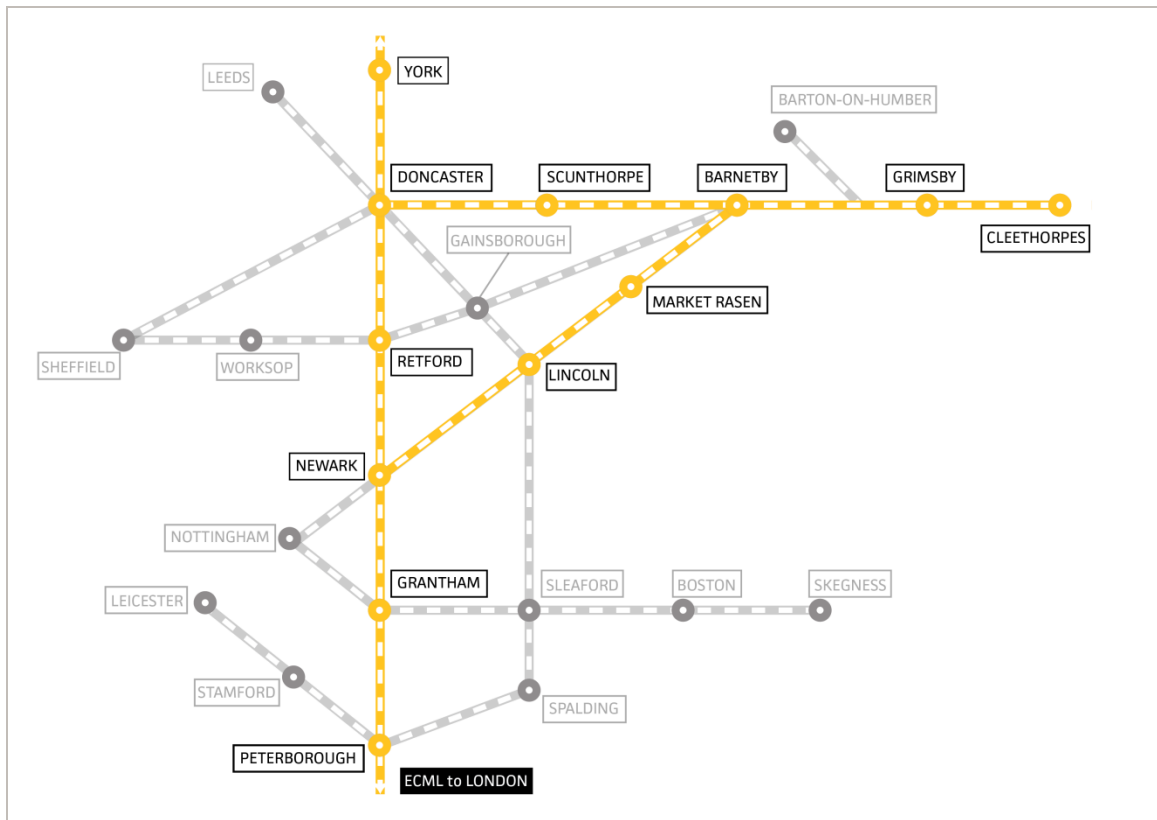 YORK
LEEDS
BARTON-ON-HUMBER
DONCASTER
SCUNTHORPE
BARNETBY
GRIMSBY
CLEETHORPES
GAINSBOROUGH
MARKET RASEN
SHEFFIELD
WORKSOP
RETFORD
LINCOLN
NEWARK
NOTTINGHAM
GRANTHAM
SLEAFORD
BOSTON
SKEGNESS
LEICESTER
STAMFORD
SPALDING
PETERBOROUGH
ECML to LONDON